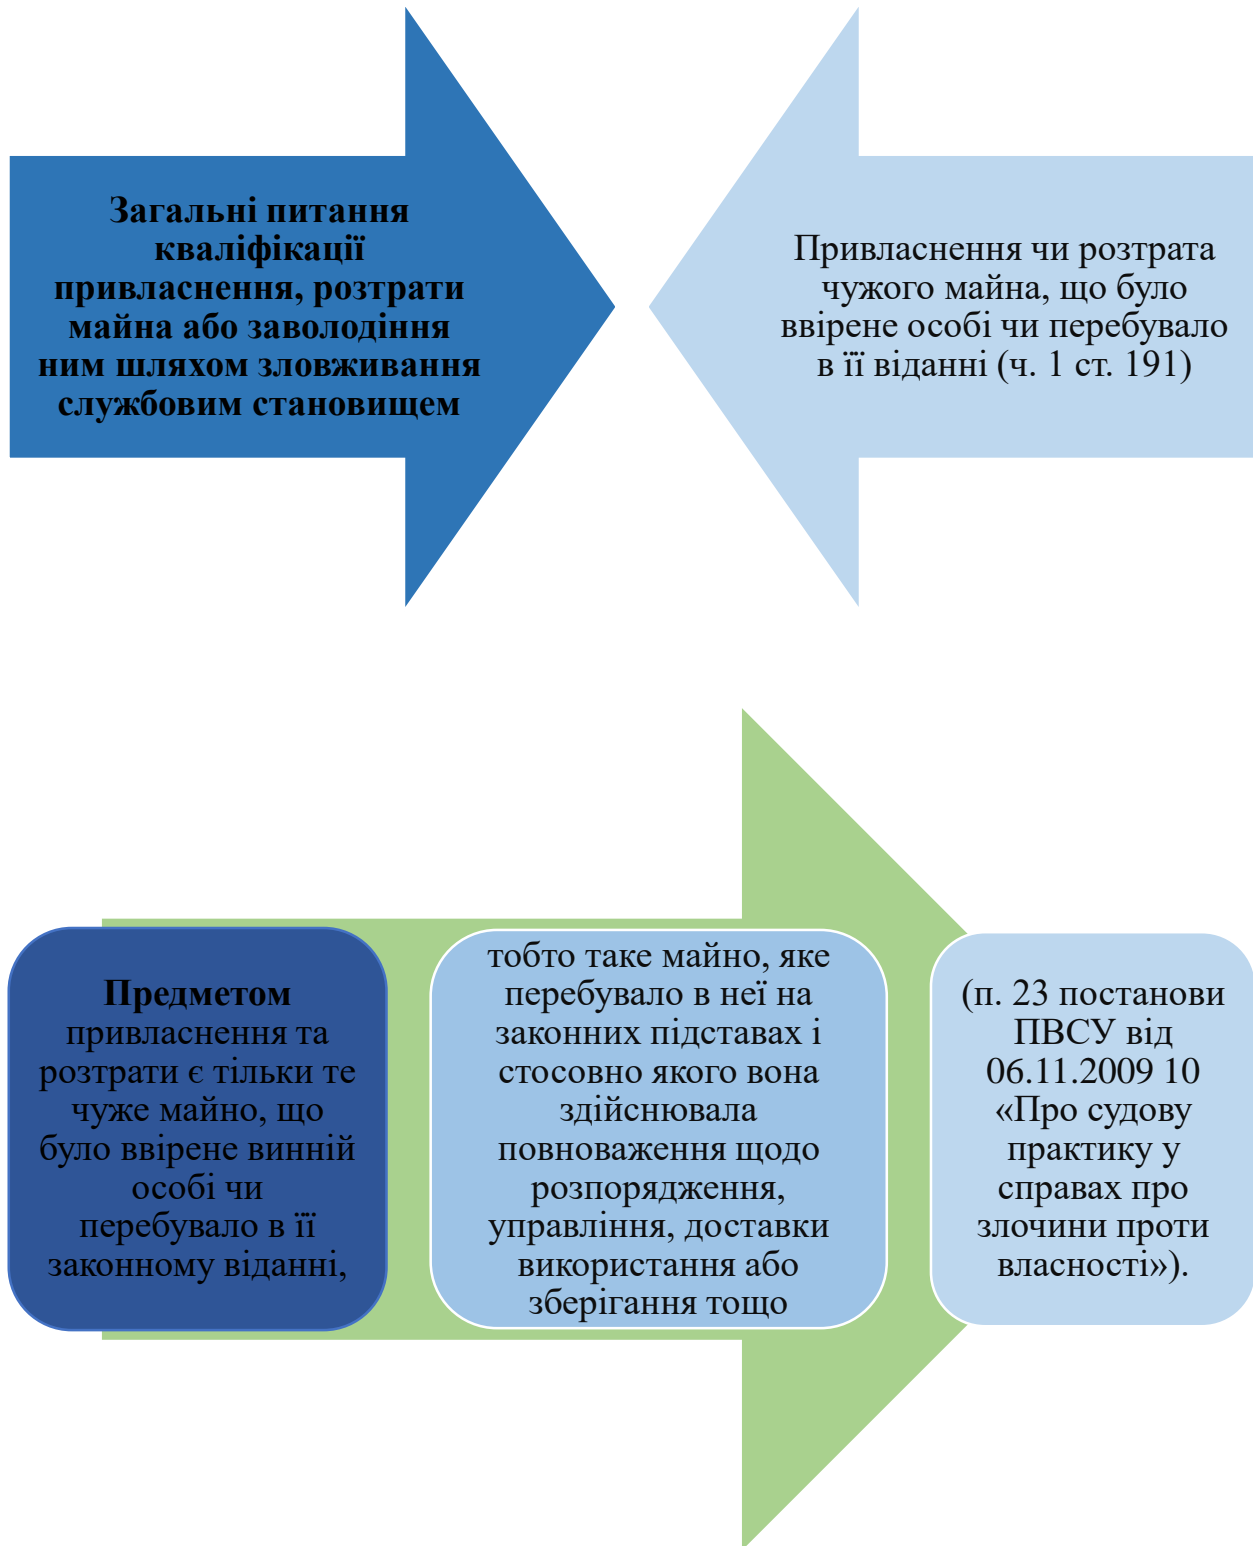 Загальні питання
кваліфікації
привласнення, розтрати
майна або заволодіння
ним шляхом зловживання
службовим становищем
Привласнення чи розтрата
чужого майна, що було
ввірене особі чи перебувало
в її віданні (ч. 1 ст. 191)
Предметом
привласнення та
розтрати є тільки те
чуже майно, що
було ввірене винній
особі чи
перебувало в її
законному віданні,
тобто таке майно, яке
перебувало в неї на
законних підставах і
стосовно якого вона
здійснювала
повноваження щодо
розпорядження,
управління, доставки
використання або
зберігання тощо
(п. 23 постанови
ПВСУ від
06.11.2009 10
«Про судову
практику у
справах про
злочини проти
власності»).